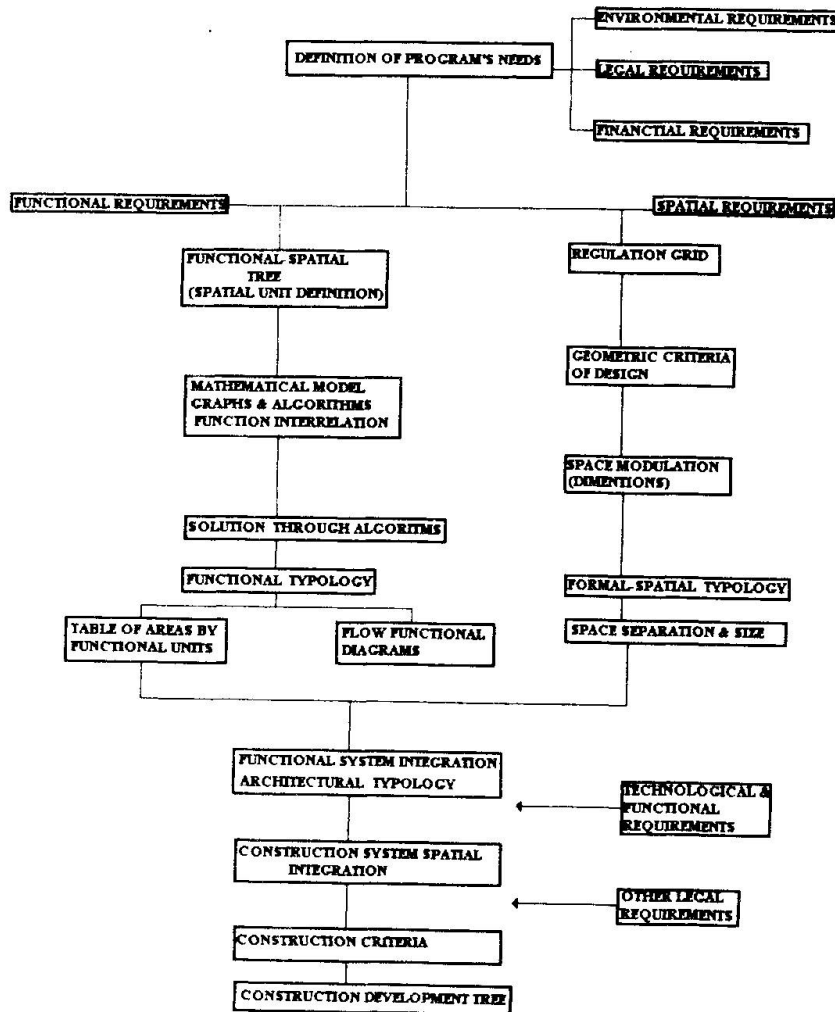 ENVIRONMENTAL REQUIREMENTS
DEFINITION OF PROGRAM'S NEEDS
LEGAL REQUIREMENTS
FINANCTIAL REQUIREMENTS
FUNCTIONAL REQUIREMENTS
SPATIAL REQUIREMENTS
FUNCTIONAL-SPATIAL
TREE
(SPATIAL UNIT DEFINITION)
REGULATION GRID
GEOMETRIC CRITERIA
OF DESIGN
MATHEMATICAL MODEL
GRAPHS & ALGORITHMS
FUNCTION INTERRELATION
SPACE MODULATION
(DIMENTIONS)
SOLUTION THROUGH ALGORITMS
FUNCTIONAL TYPOLOGY
FORMAL-SPATIAL TYPOLOGY
TABLE OF AREAS BY
FUNCTIONAL UNITS
FLOW FUNCTIONAL
DIAGRAMS
SPACE SEPARATION & SIZE
FUNCTIONAL SYSTEM INTEGRATION
ARCHITECTURAL TYPOLOGY
TECHNOLOGICAL &
FUNCTIONAL
REQUIREMENTS
CONSTRUCTION SYSTEM SPATIAL
INTEGRATION
OTHER LEGAL
REQUIREMENTS
CONSTRUCTION CRITERIA
CONSTRUCTION DEVELOPMENT TREE